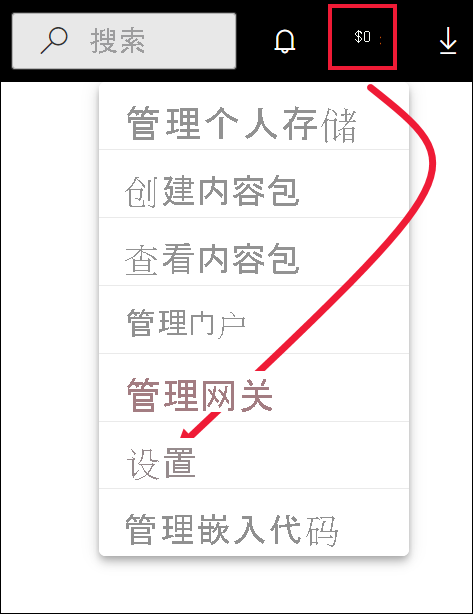 搜索
$0 :
管理个人存储
创建内容包
查看内容包
管理门户
管理网关
设置
管理嵌入代码